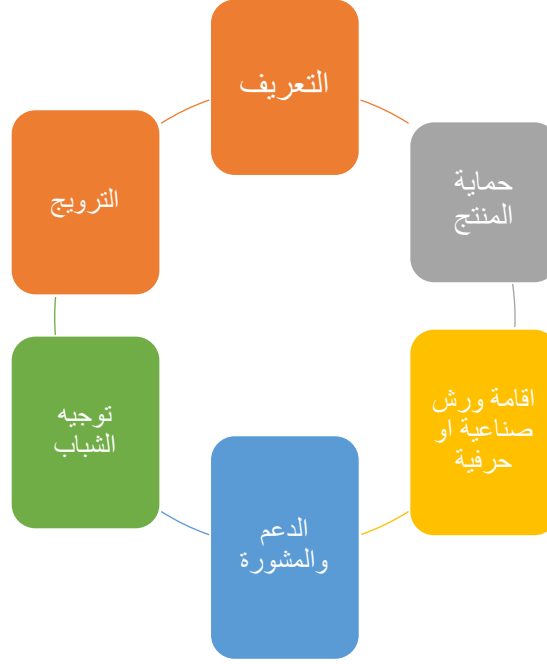 التعريف
حماية
المنتج
اقامة ورش
صناعية او
حرفية
الدعم
والمشورة
توجيه
الشباب
الترويج